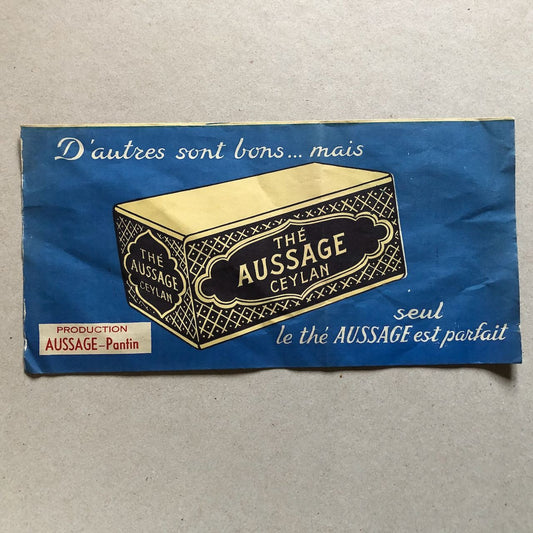 D'autres sont bons... mais
THÉ
AUSSAGE
CEYLAN
THÉ
AUSSAGE
CEYLAN
seul
le thé AUSSAGE est parfait
PRODUCTION
AUSSAGE-Pantin